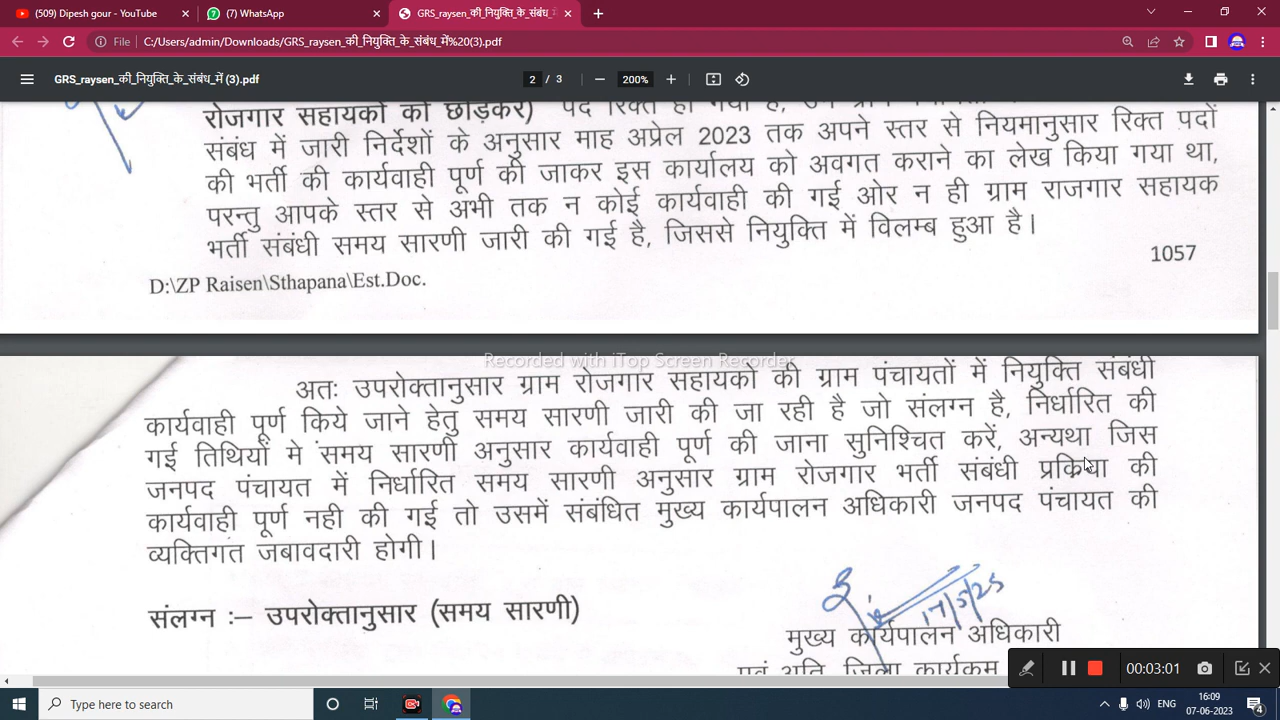 (509) Dipesh gour - YouTube
(7) WhatsApp
GRS_raysen_की_नियुक्ति_के_संबंध_में
File C:/Users/admin/Downloads/GRS_raysen_की_नियुक्ति_के_संबंध_में%20(3).pdf
GRS_raysen_की_नियुक्ति_के_संबंध_में (3).pdf
2 / 3
200%
रोजगार सहायकों को छोड़कर) पद रिक्त हो गया है,
संबंध में जारी निर्देशों के अनुसार माह अप्रेल 2023 तक अपने स्तर से नियमानुसार रिक्त पदों
की भर्ती की कार्यवाही पूर्ण की जाकर इस कार्यालय को अवगत कराने का लेख किया गया था,
परन्तु आपके स्तर से अभी तक न कोई कार्यवाही की गई ओर न ही ग्राम राजगार सहायक
भर्ती संबंधी समय सारणी जारी की गई है, जिससे नियुक्ति में विलम्ब हुआ है।
1057
D:\ZP Raisen\Sthapana\Est.Doc.
Recorded with iTop Screen Recorder
अतः उपरोक्तानुसार ग्राम रोजगार सहायको की ग्राम पंचायतों में नियुक्ति संबंधी
कार्यवाही पूर्ण किये जाने हेतु समय सारणी जारी की जा रही है जो संलग्न है, निर्धारित की
गई तिथियों मे समय सारणी अनुसार कार्यवाही पूर्ण की जाना सुनिश्चित करें, अन्यथा जिस
जनपद पंचायत में निर्धारित समय सारणी अनुसार ग्राम रोजगार भर्ती संबंधी प्रकिया की
कार्यवाही पूर्ण नही की गई तो उसमें संबंधित मुख्य कार्यपालन अधिकारी जनपद पंचायत की
व्यक्तिगत जबावदारी होगी।
संलग्न :– उपरोक्तानुसार (समय सारणी)
मुख्य कार्यपालन अधिकारी
एवं अति. जिला कार्यकम
00:03:01
Type here to search
ENG
16:09
07-06-2023
4